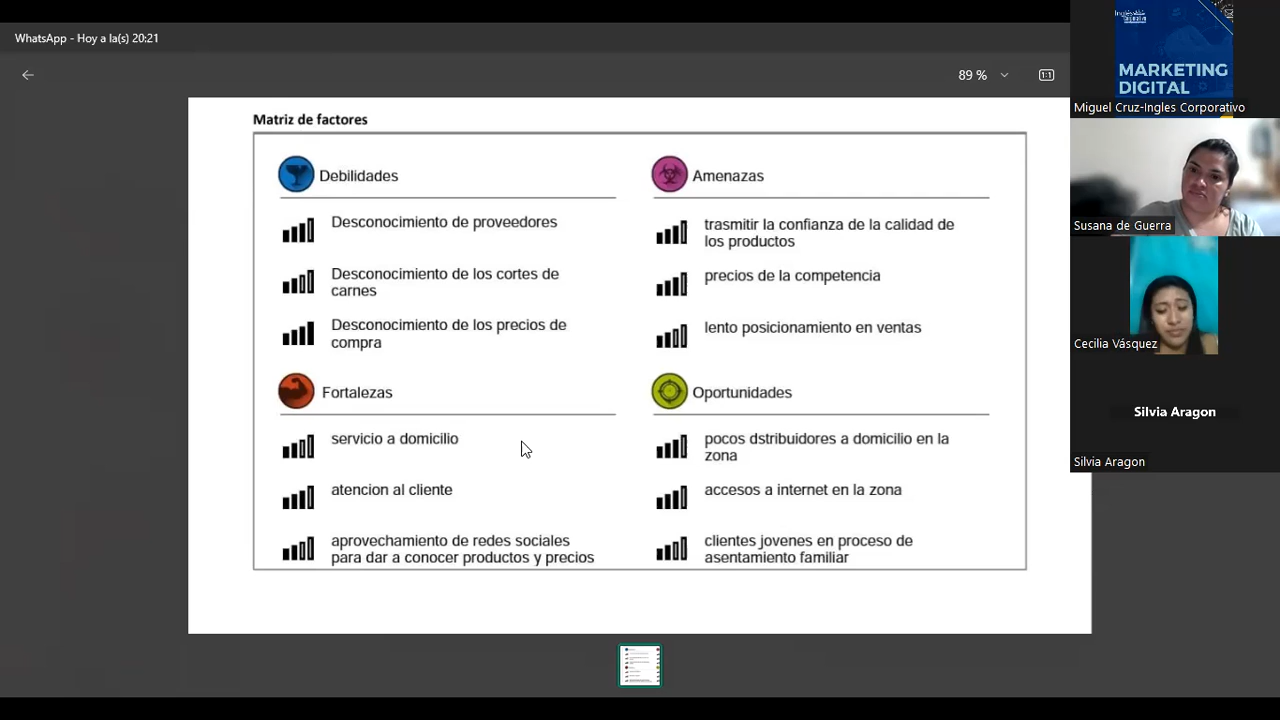 WhatsApp - Hoy a la(s) 20:21
89 %
1:1
Matriz de factores
Debilidades
Desconocimiento de proveedores
Desconocimiento de los cortes de
carnes
Desconocimiento de los precios de
compra
Amenazas
trasmitir la confianza de la calidad de
los productos
precios de la competencia
lento posicionamiento en ventas
Fortalezas
servicio a domicilio
atencion al cliente
aprovechamiento de redes sociales
para dar a conocer productos y precios
Oportunidades
pocos dstribuidores a domicilio en la
zona
accesos a internet en la zona
clientes jovenes en proceso de
asentamiento familiar
MARKETING
DIGITAL
Miguel Cruz-Ingles Corporativo
Susana de Guerra
Cecilia Vásquez
Silvia Aragon
Silvia Aragon